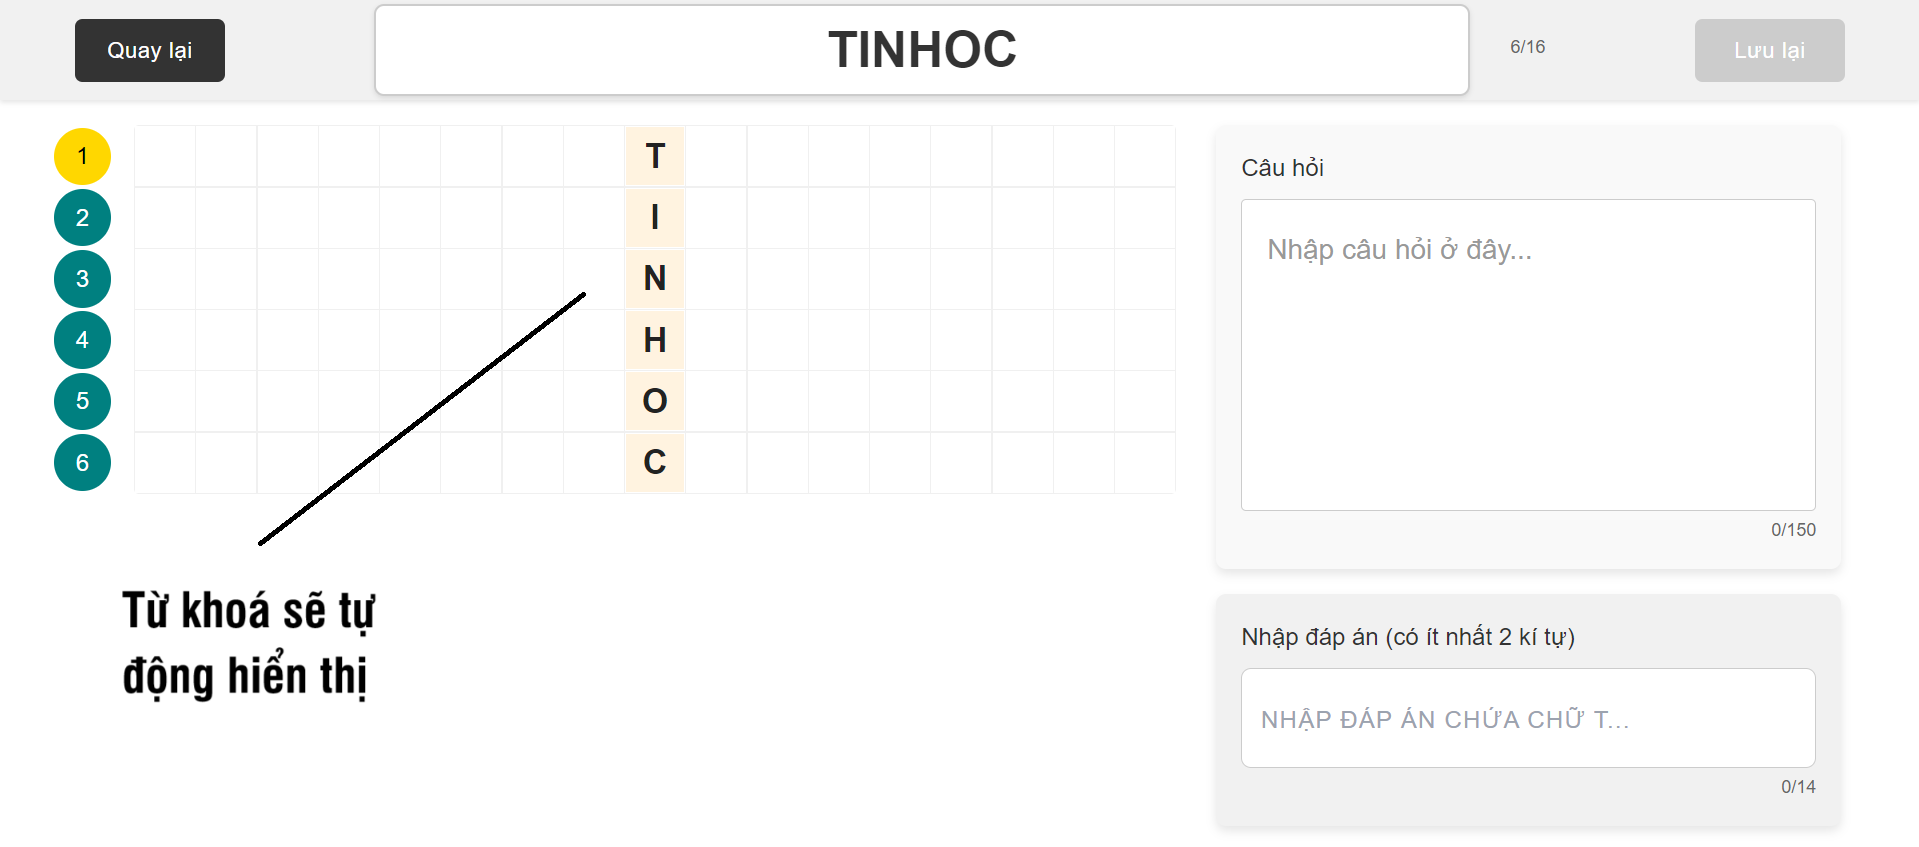 Quay lại
TINHOC
6/16
Lưu lại
1
2
3
4
5
6
T
I
N
H
O
C
Từ khoá sẽ tự
động hiển thị
Câu hỏi
Nhập câu hỏi ở đây...
0/150
Nhập đáp án (có ít nhất 2 kí tự)
NHẬP ĐÁP ÁN CHỨA CHỮ T...
0/14